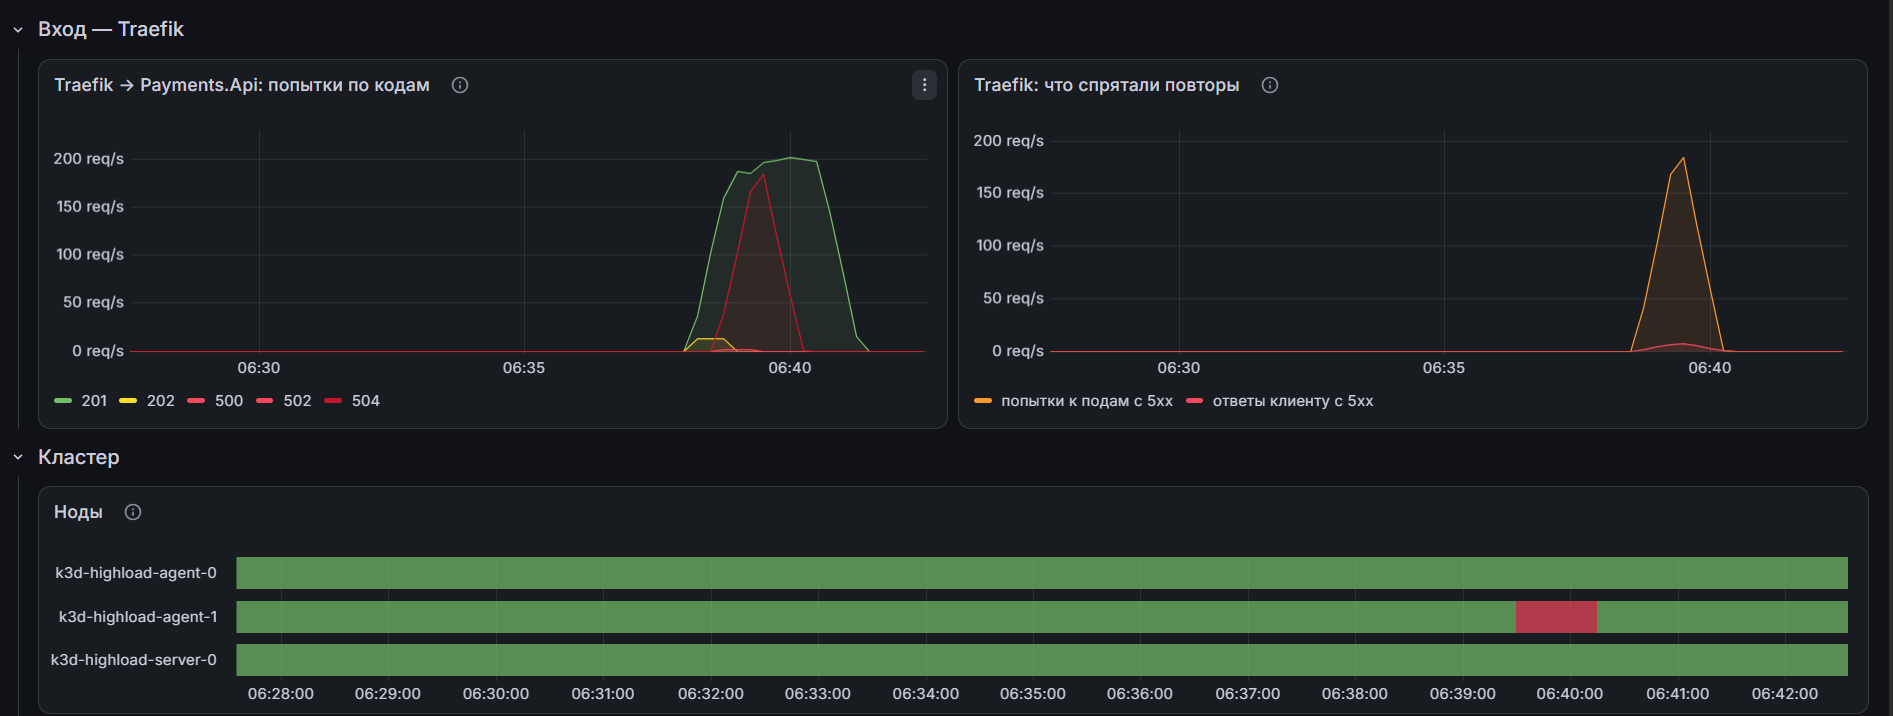 Вход — Traefik
Traefik → Payments.Api: попытки по кодам
200 req/s
150 req/s
100 req/s
50 req/s
0 req/s
06:30 06:35 06:40
201 202 500 502 504
Traefik: что спрятали повторы
200 req/s
150 req/s
100 req/s
50 req/s
0 req/s
06:30 06:35 06:40
попытки к подам с 5xx ответы клиенту с 5xx
Кластер
Ноды
k3d-highload-agent-0
k3d-highload-agent-1
k3d-highload-server-0
06:28:00 06:29:00 06:30:00 06:31:00 06:32:00 06:33:00 06:34:00 06:35:00 06:36:00 06:37:00 06:38:00 06:39:00 06:40:00 06:41:00 06:42:00